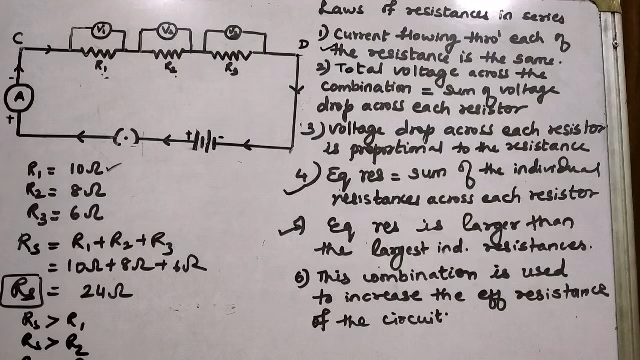 Laws of resistances in series
1) Current flowing thro' each of
the resistance is the same.
2) Total voltage across the
combination = sum of voltage
drop across each resistor
3) voltage drop across each resistor
is proportional to the resistance
4) Eq res = sum of the individual
resistances across each resistor
5) Eq res is larger than
the largest ind. resistances.
6) This combination is used
to increase the eff resistance
of the circuit.
C
V1
V2
V3
D
R1
R2
R3
-
A
+
(·)
+
-
R1 = 10Ω ✓
R2 = 8Ω
R3 = 6Ω
Rs = R1 + R2 + R3
= 10Ω + 8Ω + 6Ω
Rs = 24Ω
Rs > R1
Rs > R2